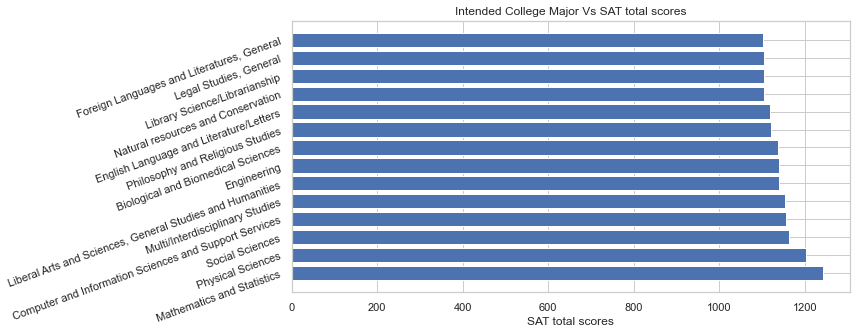 Intended College Major Vs SAT total scores
Foreign Languages and Literatures, General
Legal Studies, General
Library Science/Librarianship
Natural resources and Conservation
English Language and Literature/Letters
Philosophy and Religious Studies
Biological and Biomedical Sciences
Engineering
Liberal Arts and Sciences, General Studies and Humanities
Multi/Interdisciplinary Studies
Computer and Information Sciences and Support Services
Social Sciences
Physical Sciences
Mathematics and Statistics
0 200 400 600 800 1000 1200
SAT total scores